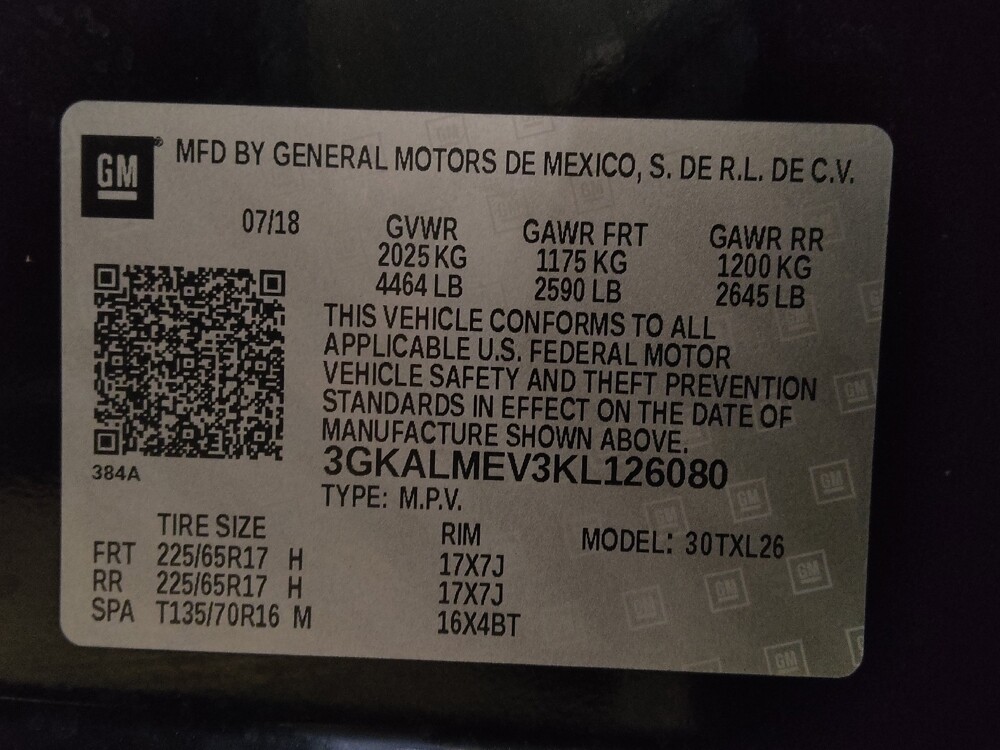 GM® MFD BY GENERAL MOTORS DE MEXICO, S. DE R.L. DE C.V.
07/18 GVWR GAWR FRT GAWR RR
2025 KG 1175 KG 1200 KG
4464 LB 2590 LB 2645 LB
THIS VEHICLE CONFORMS TO ALL
APPLICABLE U.S. FEDERAL MOTOR
VEHICLE SAFETY AND THEFT PREVENTION
STANDARDS IN EFFECT ON THE DATE OF
MANUFACTURE SHOWN ABOVE.
384A 3GKALMEV3KL126080
TYPE: M.P.V.
TIRE SIZE RIM MODEL: 30TXL26
FRT 225/65R17 H 17X7J
RR 225/65R17 H 17X7J
SPA T135/70R16 M 16X4BT